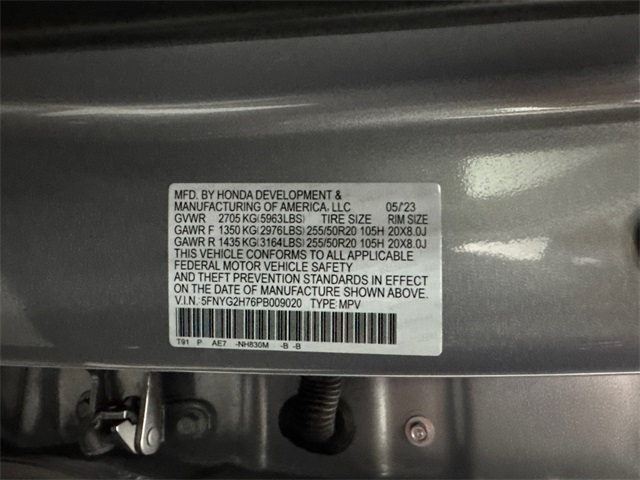 MFD. BY HONDA DEVELOPMENT &
MANUFACTURING OF AMERICA, LLC 05/'23
GVWR 2705 KG(5963LBS) TIRE SIZE RIM SIZE
GAWR F 1350 KG(2976LBS) 255/50R20 105H 20X8.0J
GAWR R 1435 KG(3164LBS) 255/50R20 105H 20X8.0J
THIS VEHICLE CONFORMS TO ALL APPLICABLE
FEDERAL MOTOR VEHICLE SAFETY
AND THEFT PREVENTION STANDARDS IN EFFECT
ON THE DATE OF MANUFACTURE SHOWN ABOVE.
V.I.N.: 5FNYG2H76PB009020 TYPE: MPV
T91 P AE7 -NH830M -B -B